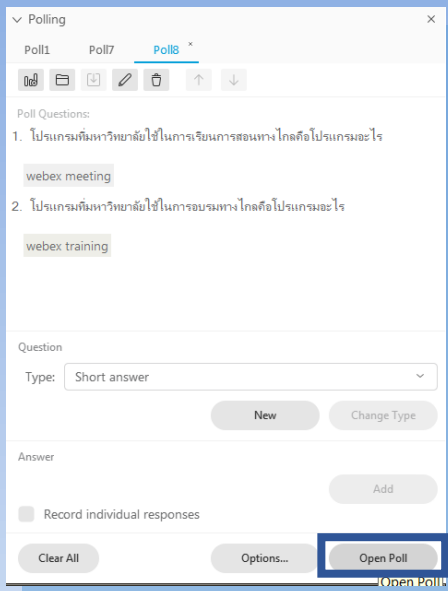 Polling
Poll1 Poll7 Poll8
Poll Questions:
1. โปรแกรมที่มหาวิทยาลัยใช้ในการเรียนการสอนทางไกลคือโปรแกรมอะไร
webex meeting
2. โปรแกรมที่มหาวิทยาลัยใช้ในการอบรมทางไกลคือโปรแกรมอะไร
webex training
Question
Type: Short answer
New Change Type
Answer
Add
Record individual responses
Clear All Options... Open Poll
Open Poll